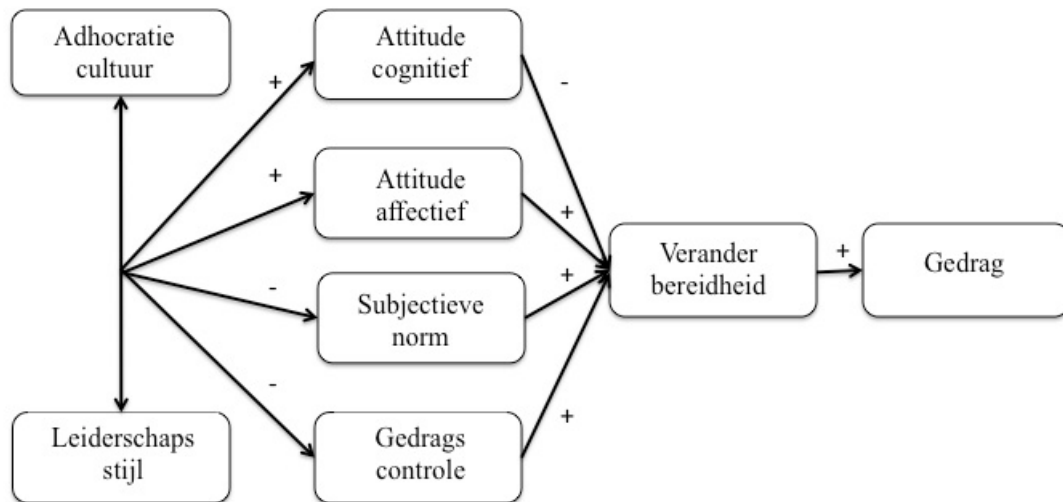 Adhocratie
cultuur
Leiderschaps
stijl
+
+
-
-
Attitude
cognitief
Attitude
affectief
Subjectieve
norm
Gedrags
controle
-
+
+
+
Verander
bereidheid
+
Gedrag